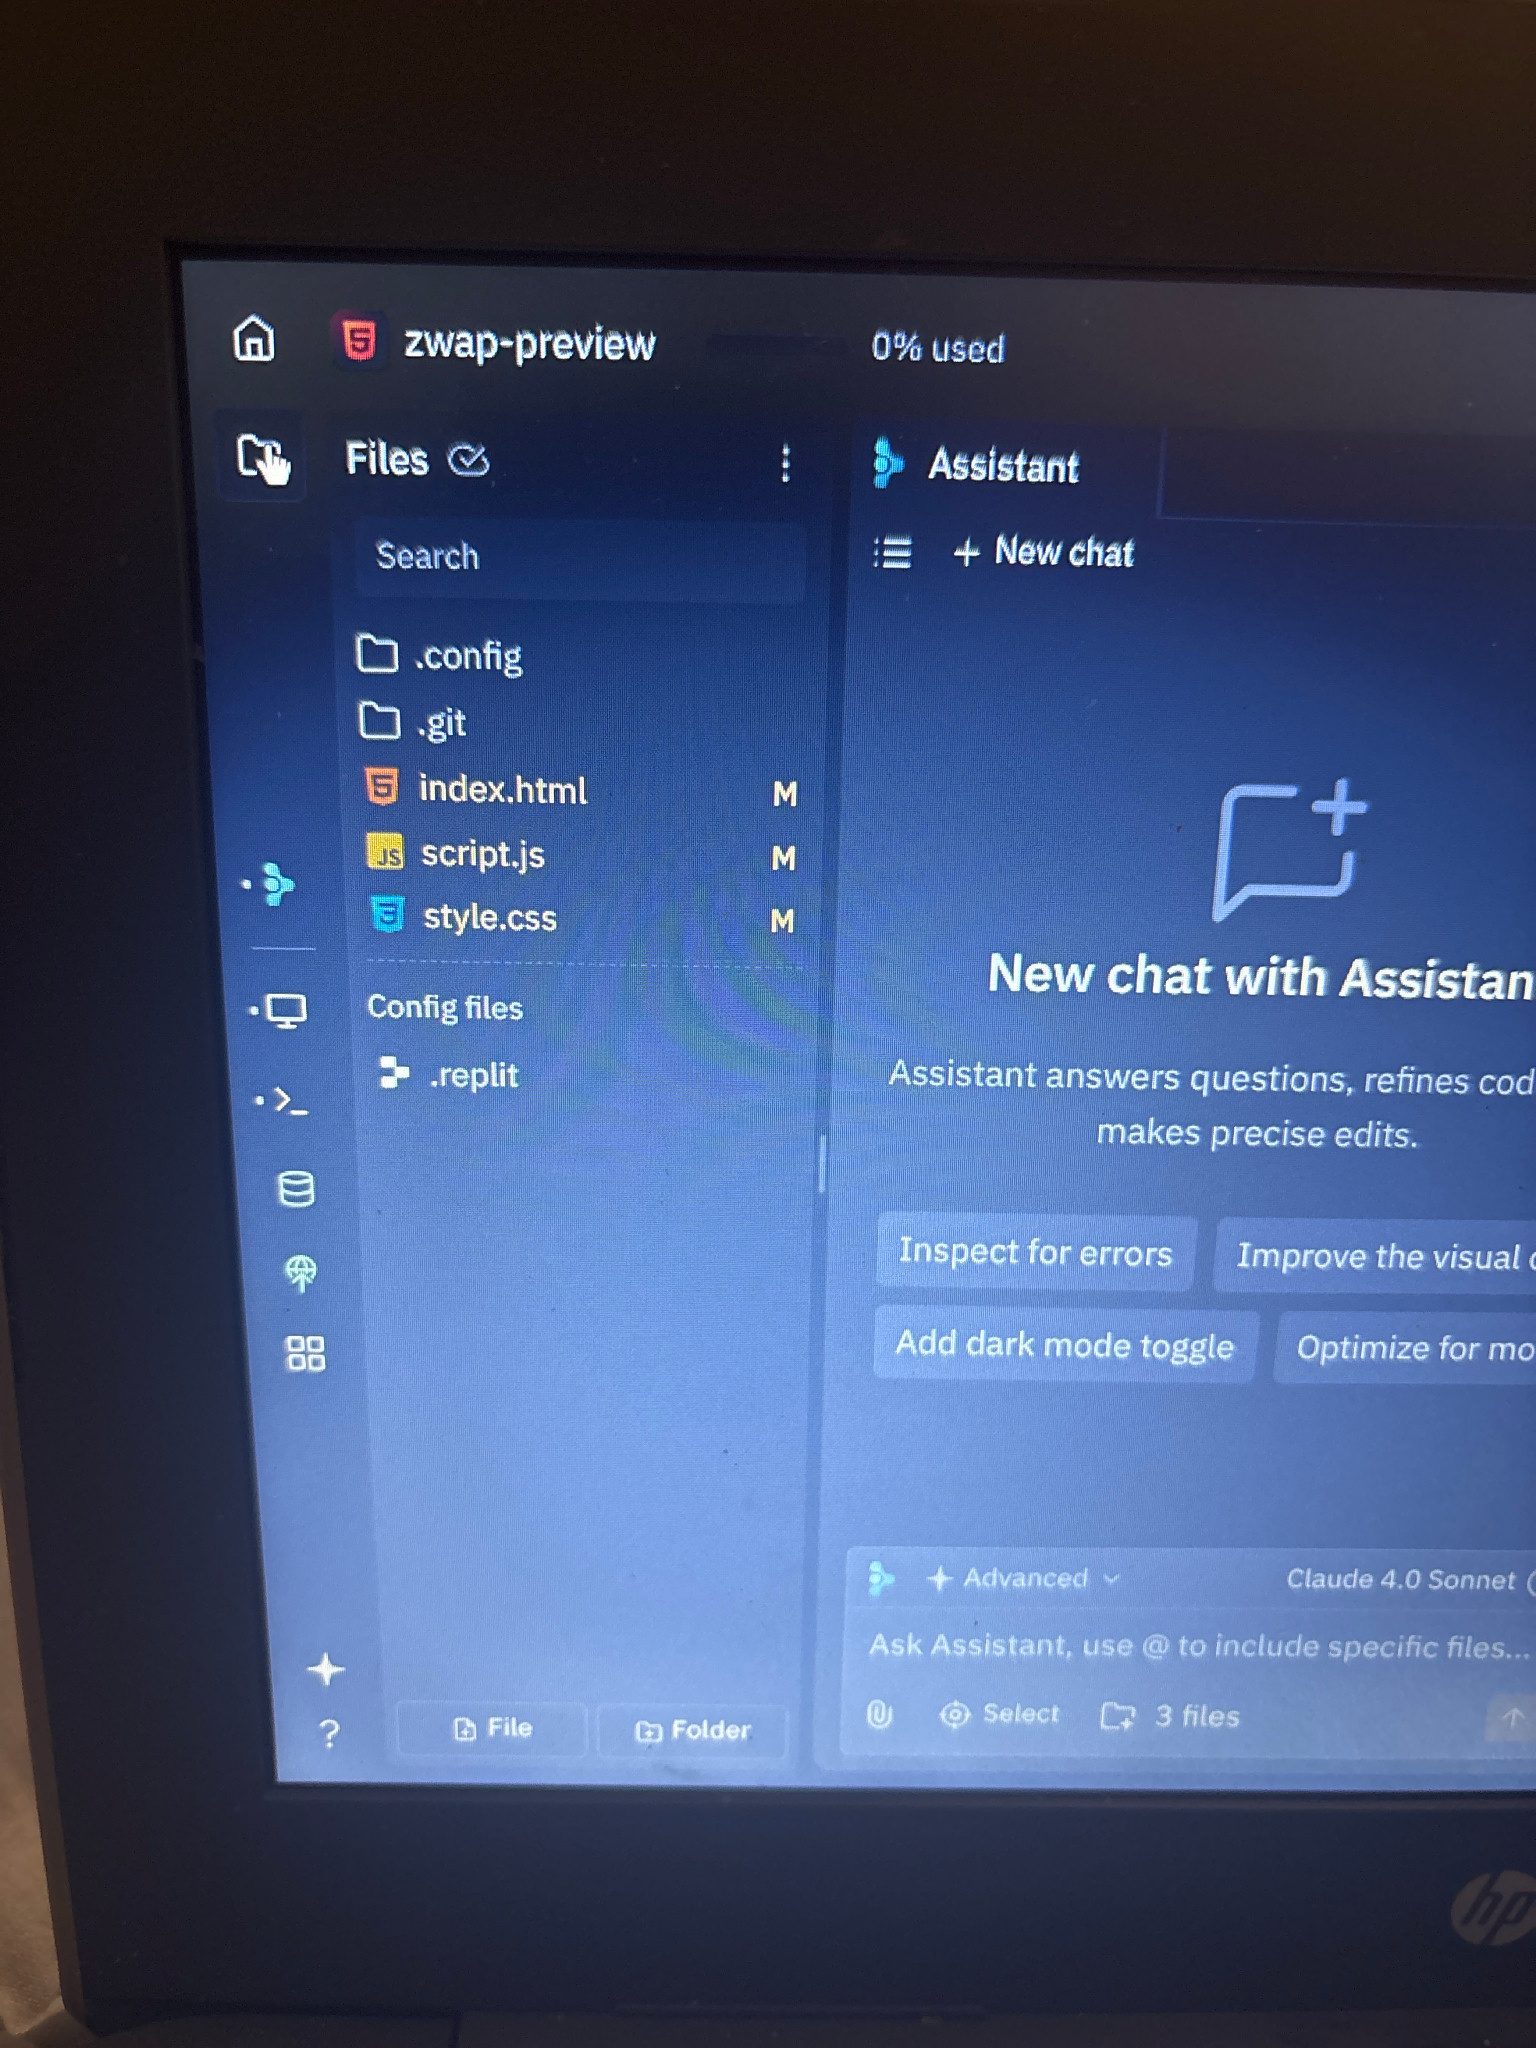 zwap-preview
0% used
Files
Search
.config
.git
index.html M
script.js M
style.css M
Config files
.replit
File
Folder
Assistant
+ New chat
New chat with Assistan
Assistant answers questions, refines cod
makes precise edits.
Inspect for errors
Improve the visual
Add dark mode toggle
Optimize for mo
Advanced
Claude 4.0 Sonnet
Ask Assistant, use @ to include specific files...
Select
3 files
hp